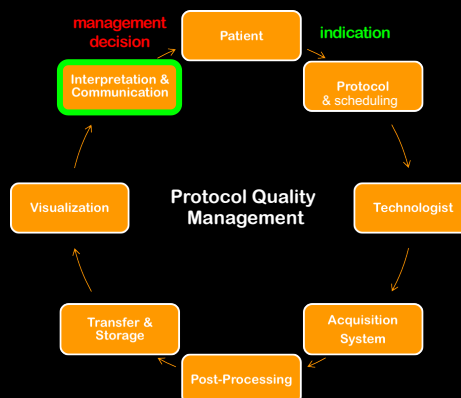 management
decision
Patient
indication
Interpretation &
Communication
Protocol
& scheduling
Visualization
Protocol Quality
Management
Technologist
Transfer &
Storage
Acquisition
System
Post-Processing